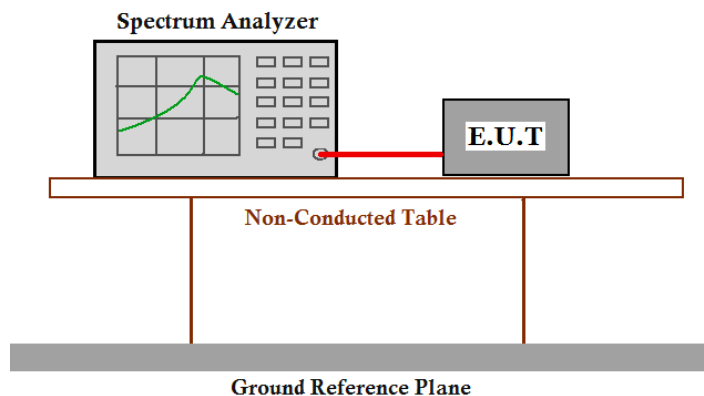 Spectrum Analyzer
E.U.T
Non-Conducted Table
Ground Reference Plane